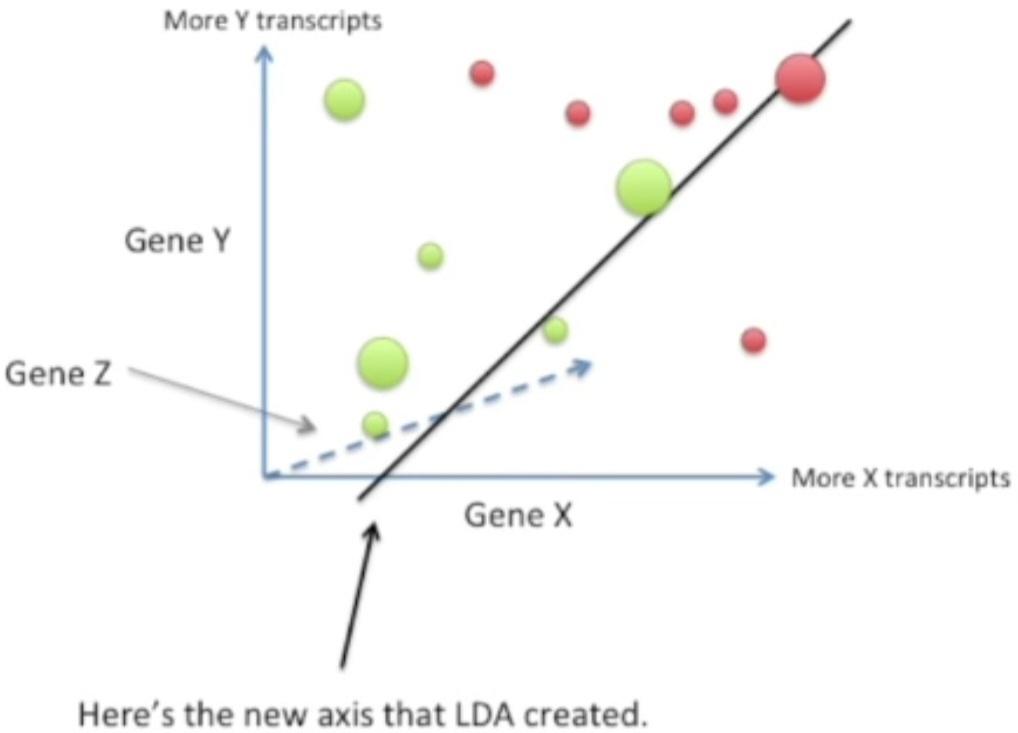 More Y transcripts
Gene Y
Gene Z
More X transcripts
Gene X
Here's the new axis that LDA created.